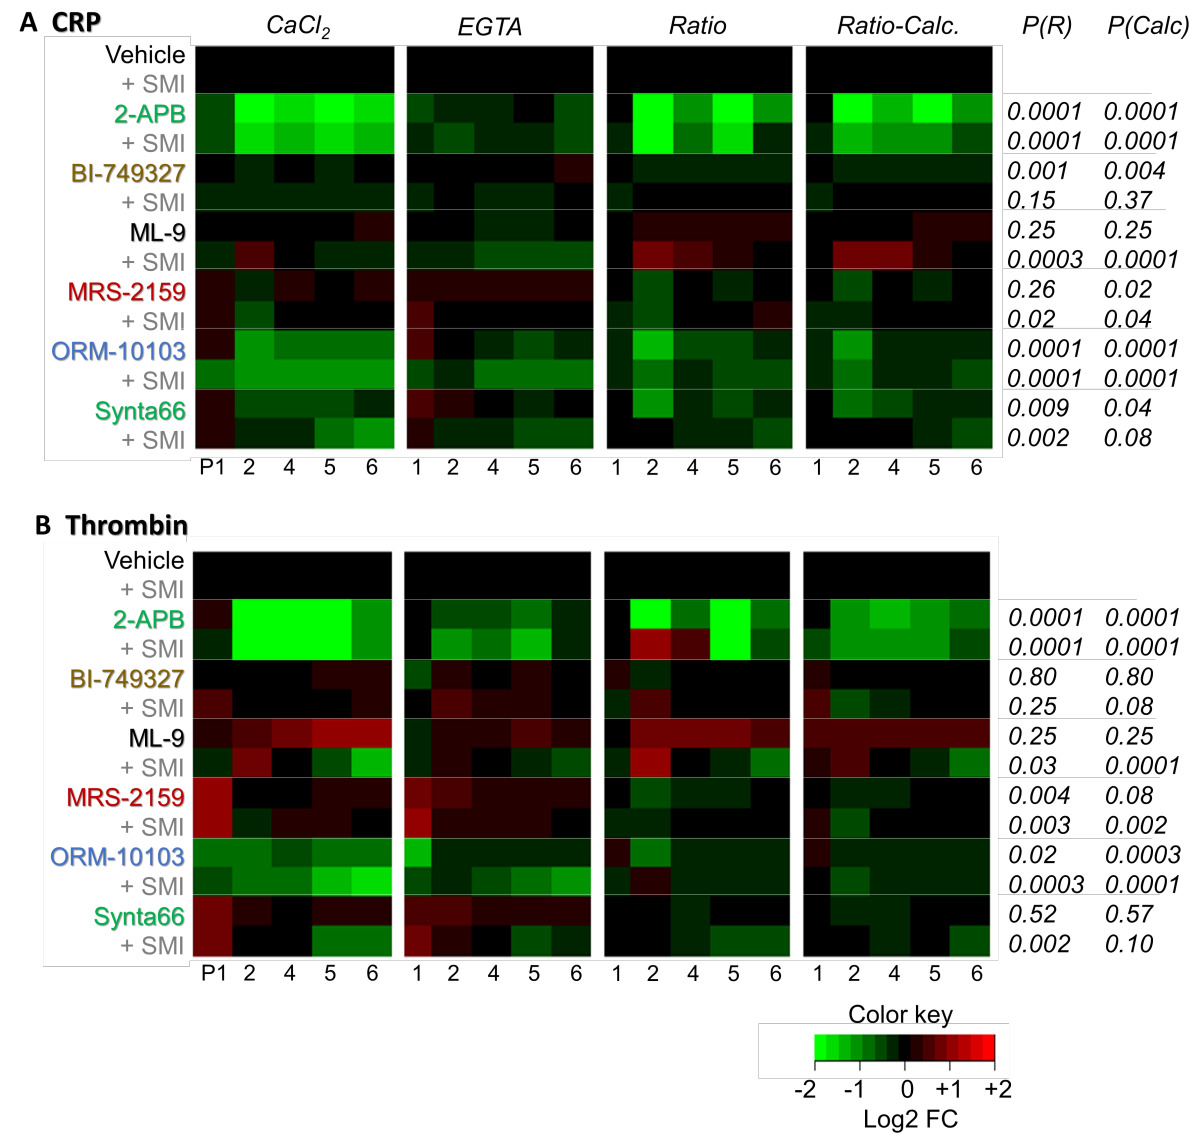 A CRP
CaCl2 EGTA Ratio Ratio-Calc. P(R) P(Calc)
Vehicle
+ SMI
2-APB 0.0001 0.0001
+ SMI 0.0001 0.0001
BI-749327 0.001 0.004
+ SMI 0.15 0.37
ML-9 0.25 0.25
+ SMI 0.0003 0.0001
MRS-2159 0.26 0.02
+ SMI 0.02 0.04
ORM-10103 0.0001 0.0001
+ SMI 0.0001 0.0001
Synta66 0.009 0.04
+ SMI 0.002 0.08
P1 2 4 5 6 1 2 4 5 6 1 2 4 5 6 1 2 4 5 6
B Thrombin
Vehicle
+ SMI
2-APB 0.0001 0.0001
+ SMI 0.0001 0.0001
BI-749327 0.80 0.80
+ SMI 0.25 0.08
ML-9 0.25 0.25
+ SMI 0.03 0.0001
MRS-2159 0.004 0.08
+ SMI 0.003 0.002
ORM-10103 0.02 0.0003
+ SMI 0.0003 0.0001
Synta66 0.52 0.57
+ SMI 0.002 0.10
P1 2 4 5 6 1 2 4 5 6 1 2 4 5 6 1 2 4 5 6
Color key
-2 -1 0 +1 +2
Log2 FC